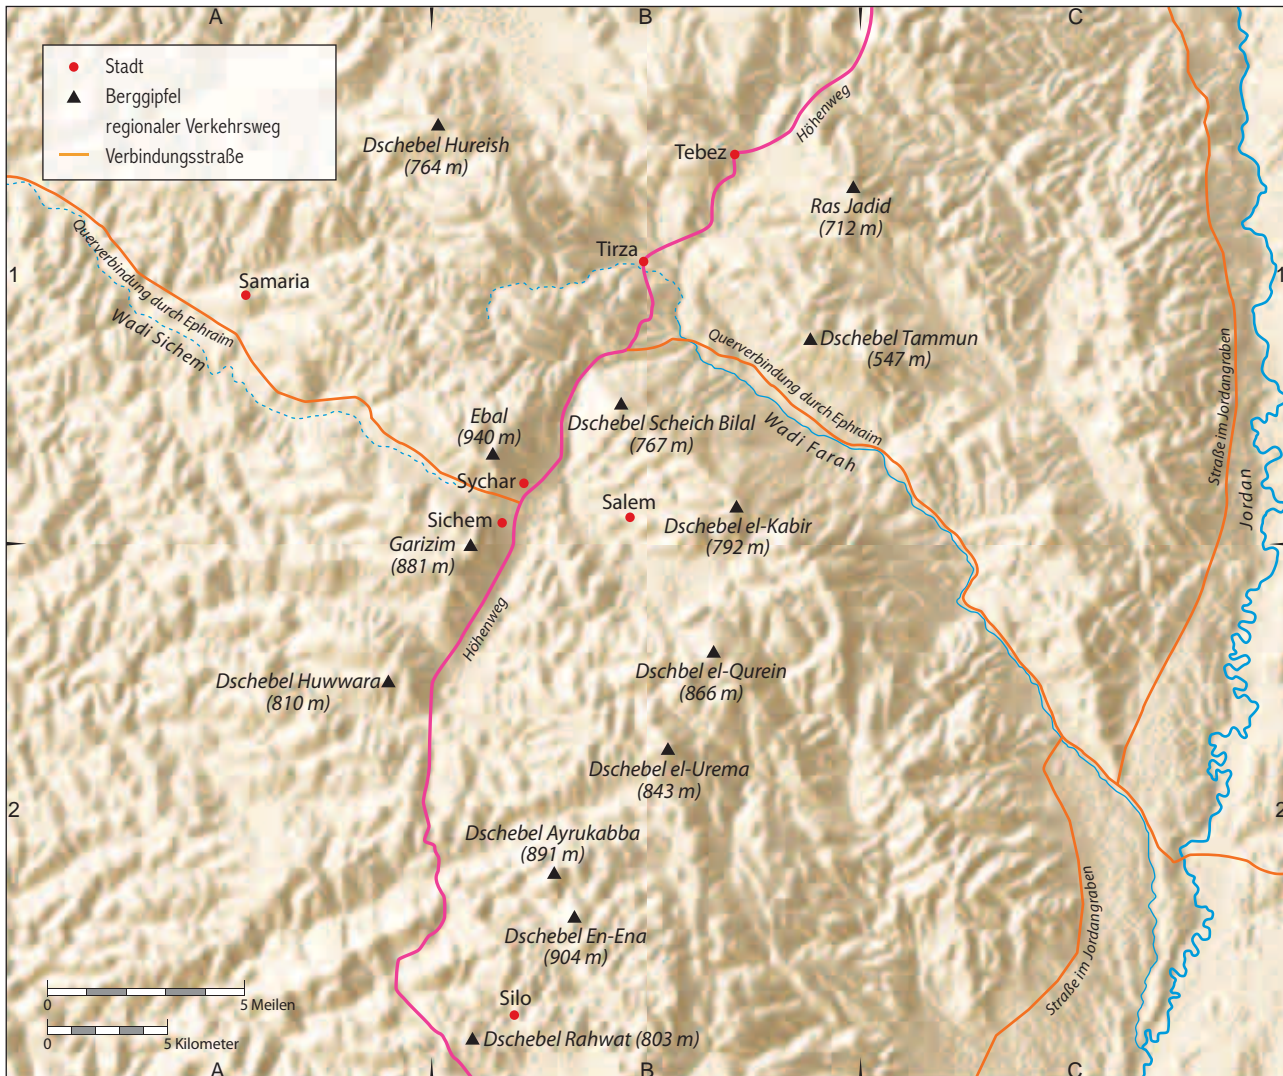 A
B
C
Stadt
Berggipfel
regionaler Verkehrsweg
Verbindungsstraße
Dschebel Hureish
(764 m)
Höhenweg
Tebez
Ras Jadid
(712 m)
Tirza
1
1
Samaria
Querverbindung durch Ephraim
Wadi Sichem
Querverbindung durch Ephraim
Wadi Farah
Dschebel Tammun
(547 m)
Straße im Jordangraben
Jordan
Ebal
(940 m)
Dschebel Scheich Bilal
(767 m)
Sychar
Salem
Sichem
Dschebel el-Kabir
(792 m)
Garizim
(881 m)
Höhenweg
Dschebel Huwwara
(810 m)
Dschbel el-Qurein
(866 m)
Dschebel el-Urema
(843 m)
2
2
Dschebel Ayrukabba
(891 m)
Dschebel En-Ena
(904 m)
Straße im Jordangraben
0 5 Meilen
0 5 Kilometer
Silo
Dschebel Rahwat (803 m)
A
B
C